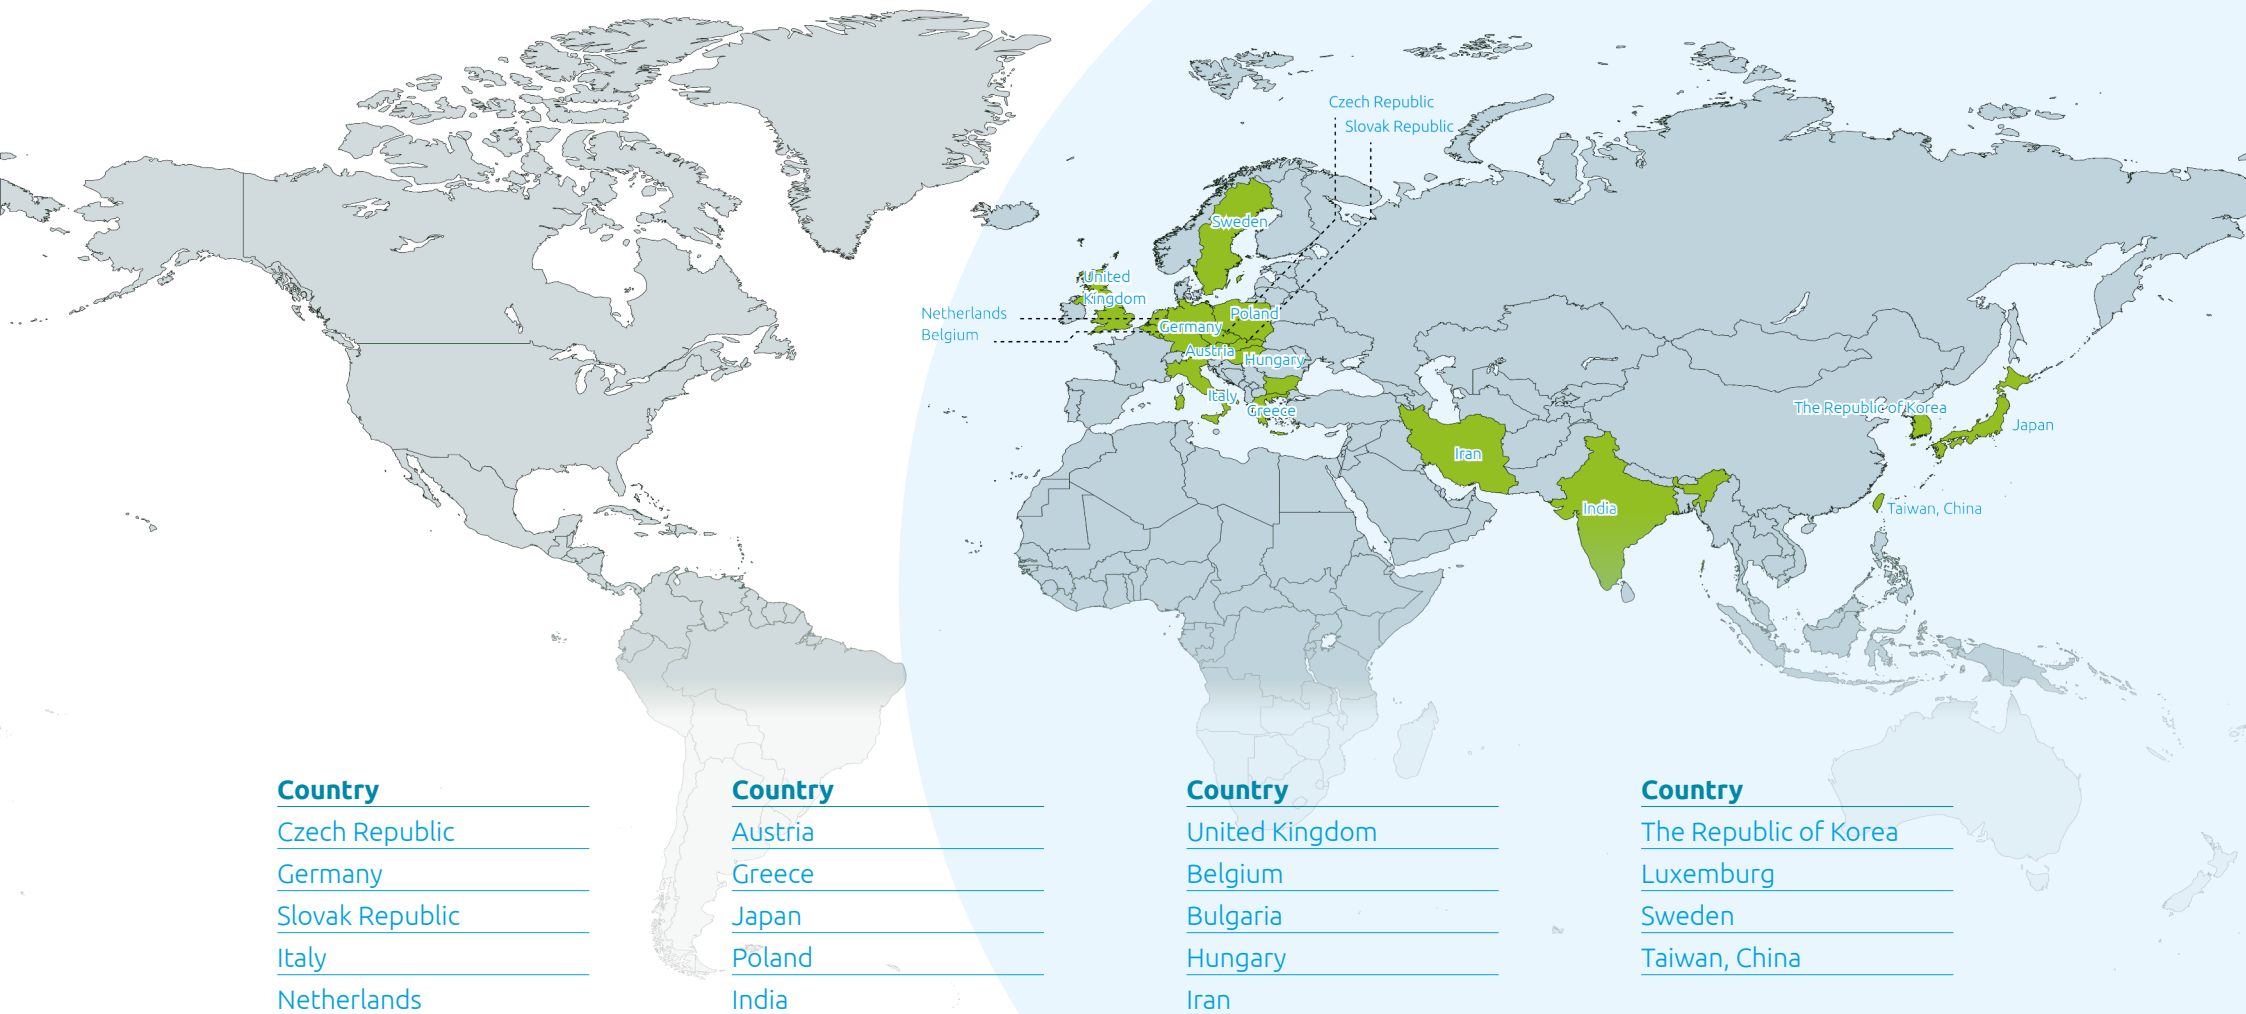 Czech Republic
Slovak Republic
Sweden
United
Kingdom
Netherlands
Belgium
Germany
Poland
Austria
Hungary
Italy
Greece
The Republic of Korea
Japan
Iran
India
Taiwan, China
Country
Czech Republic
Germany
Slovak Republic
Italy
Netherlands
Country
Austria
Greece
Japan
Poland
India
Country
United Kingdom
Belgium
Bulgaria
Hungary
Iran
Country
The Republic of Korea
Luxemburg
Sweden
Taiwan, China